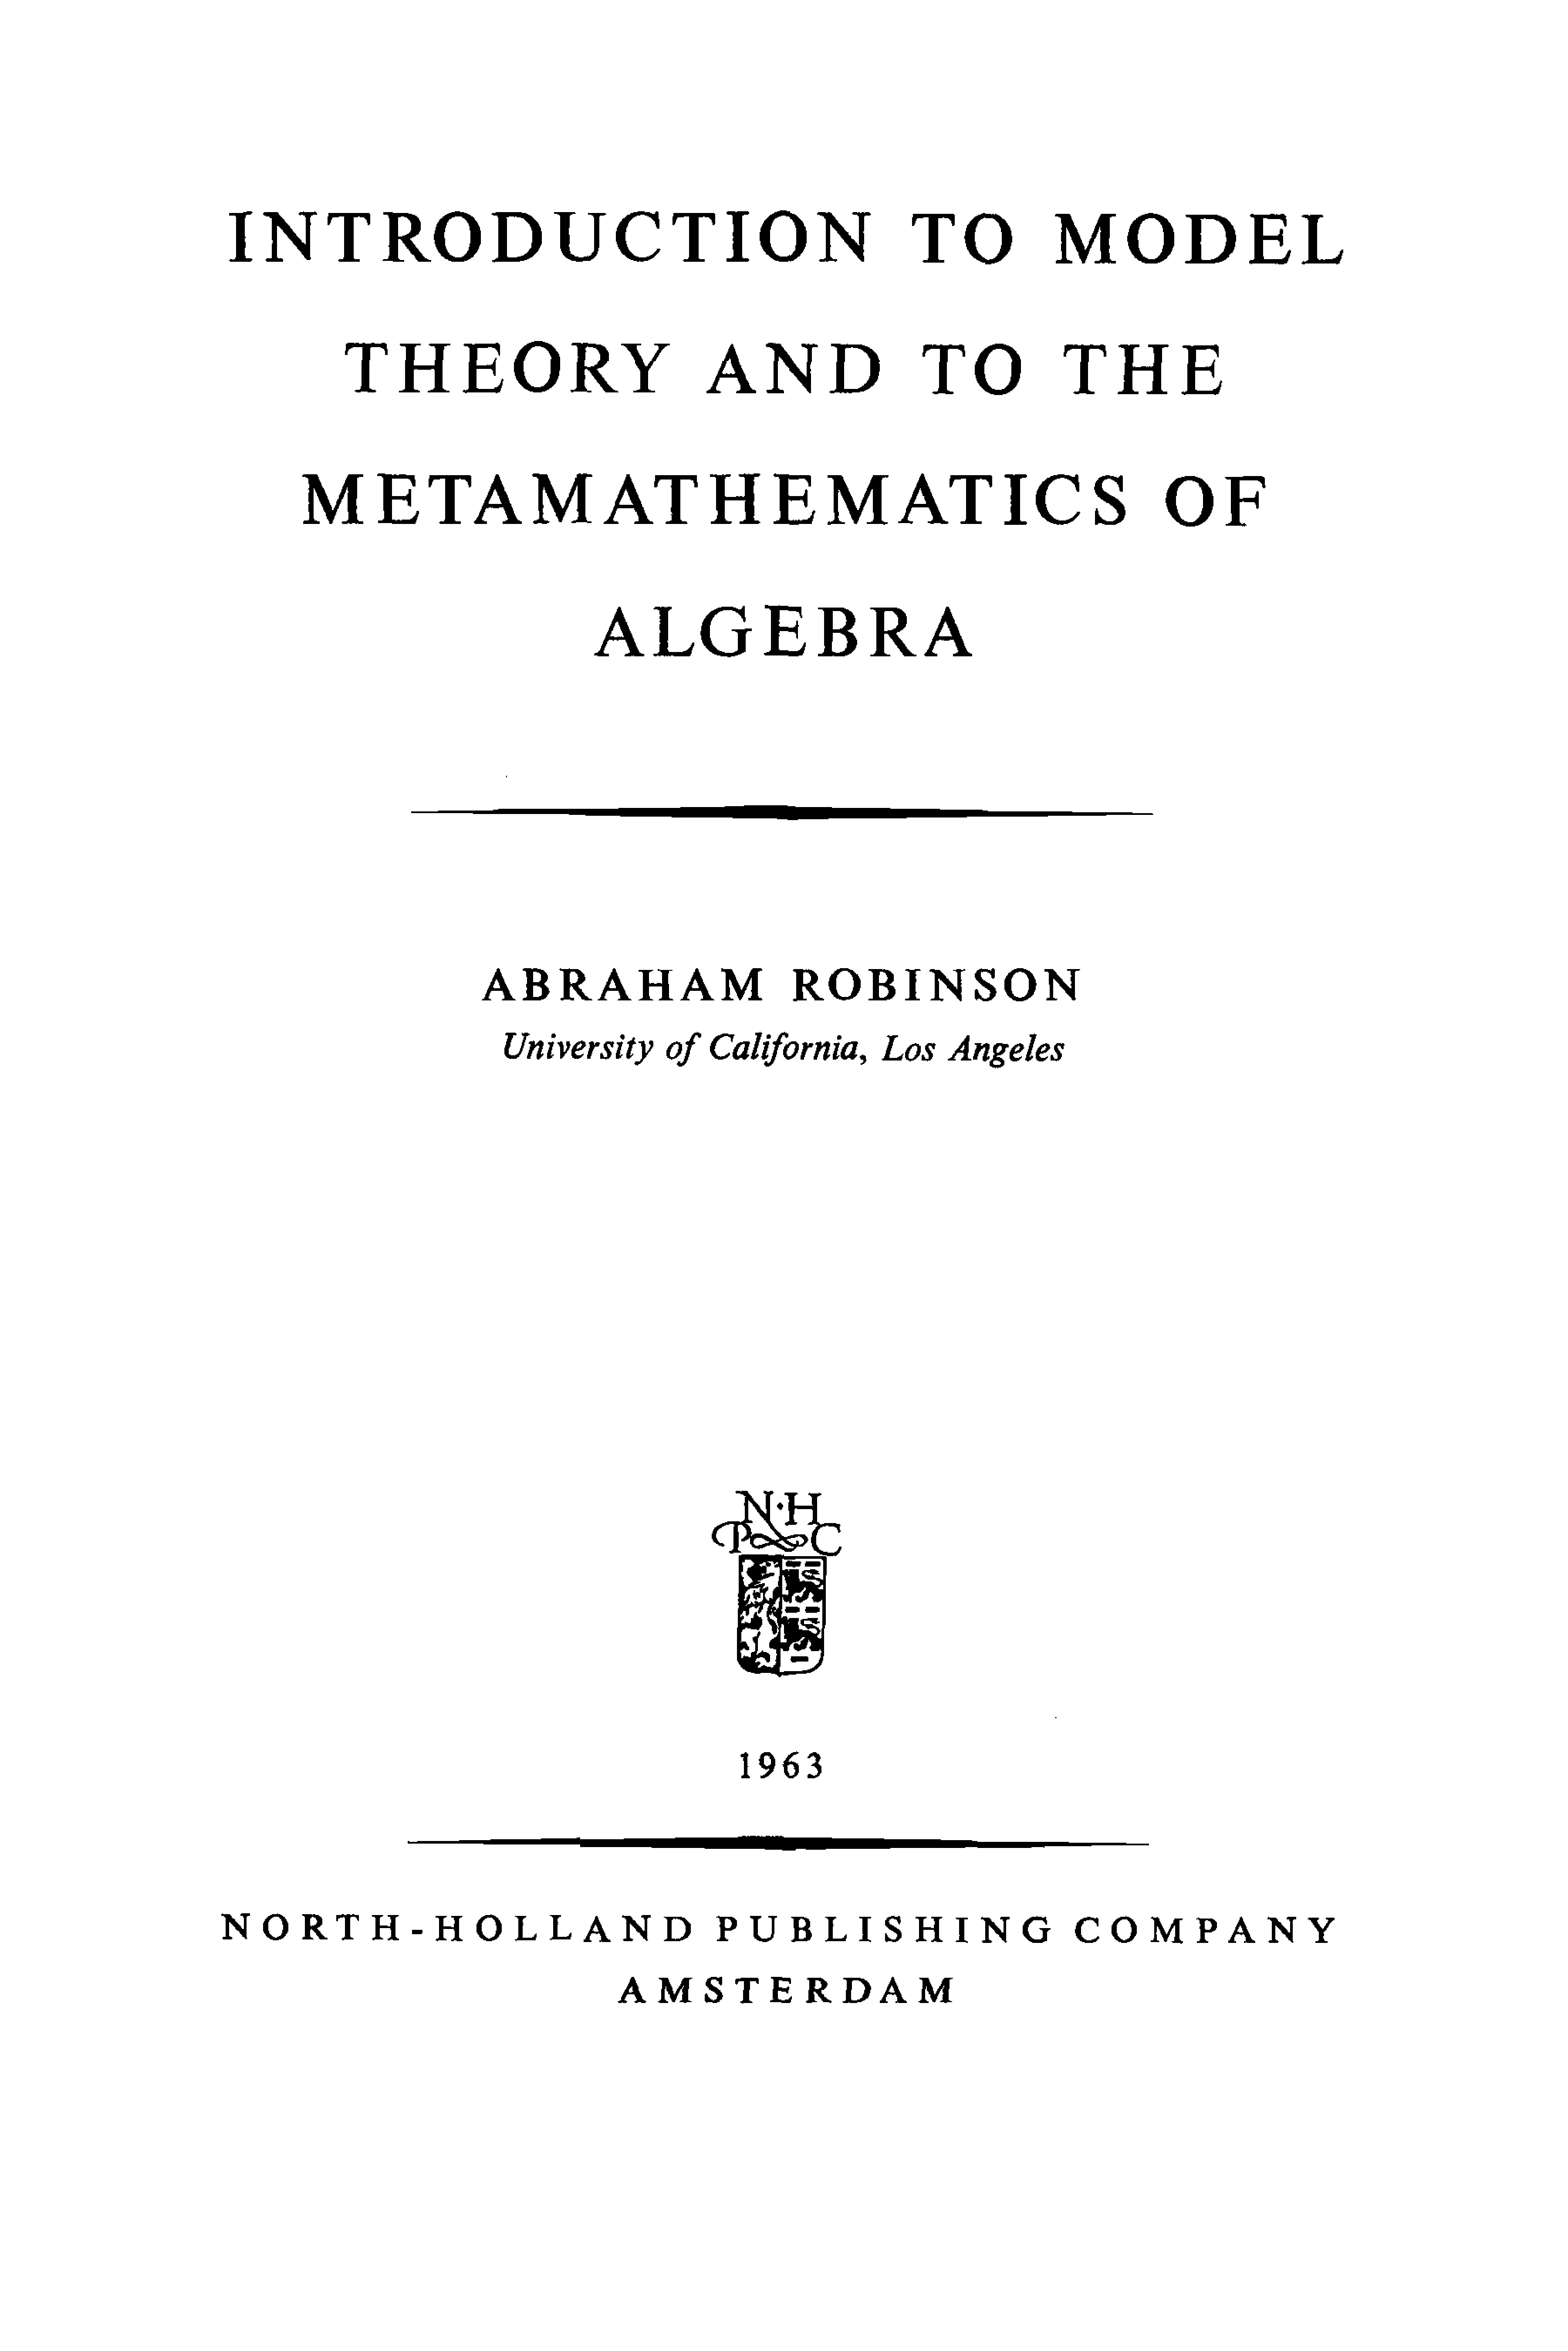 INTRODUCTION TO MODEL
THEORY AND TO THE
METAMATHEMATICS OF
ALGEBRA
ABRAHAM ROBINSON
University of California, Los Angeles
N·H
P C
1963
NORTH-HOLLAND PUBLISHING COMPANY
AMSTERDAM